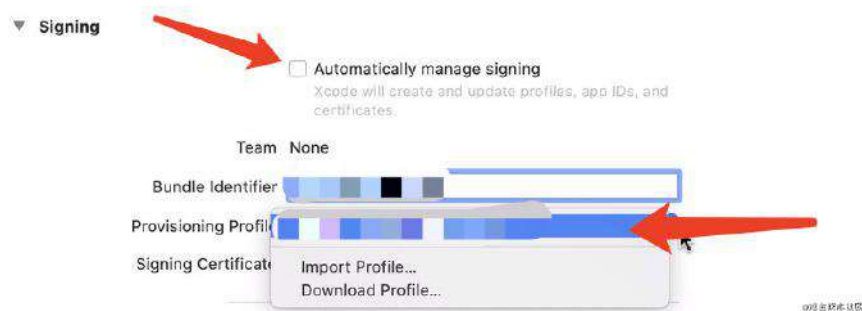 Signing
Automatically manage signing
Xcode will create and update profiles, app IDs, and
certificates.
Team None
Bundle Identifier
Provisioning Profile
Signing Certificate
Import Profile...
Download Profile...